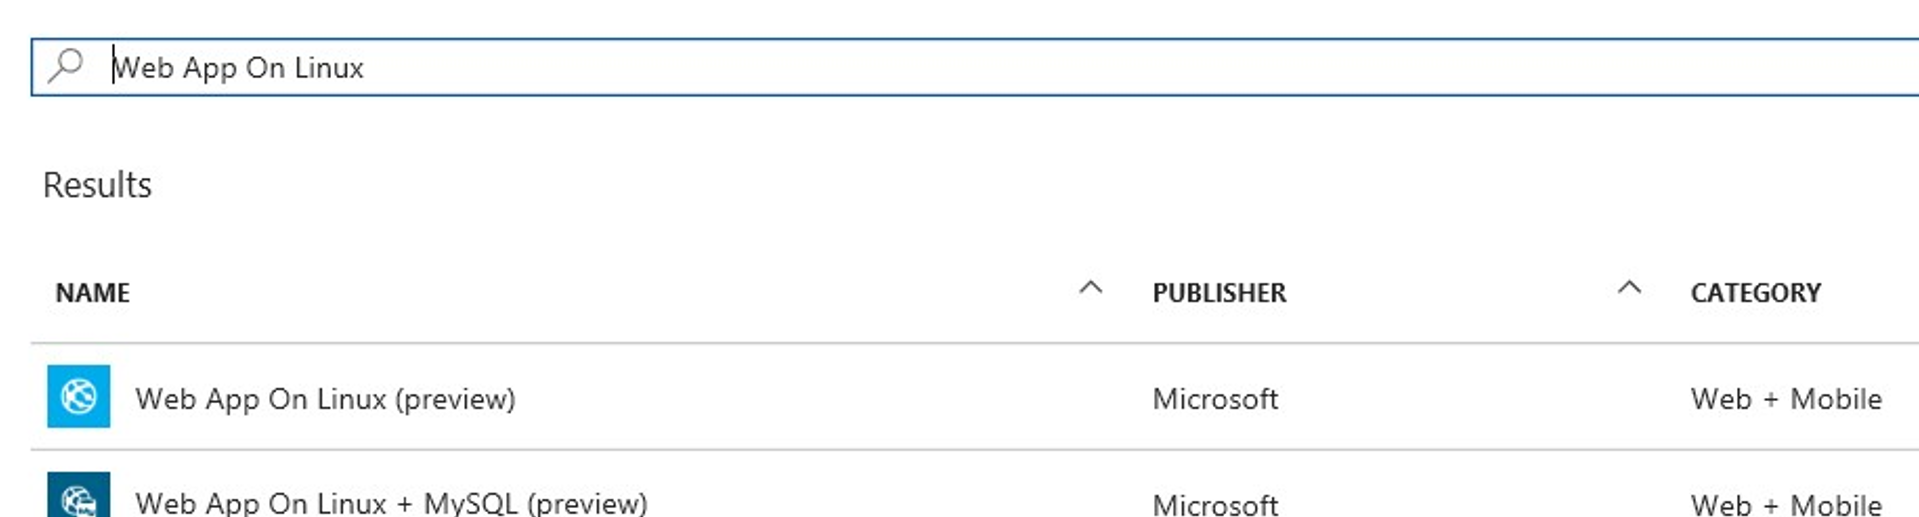 Web App On Linux
Results
NAME PUBLISHER CATEGORY
Web App On Linux (preview) Microsoft Web + Mobile
Web App On Linux + MySQL (preview) Microsoft Web + Mobile